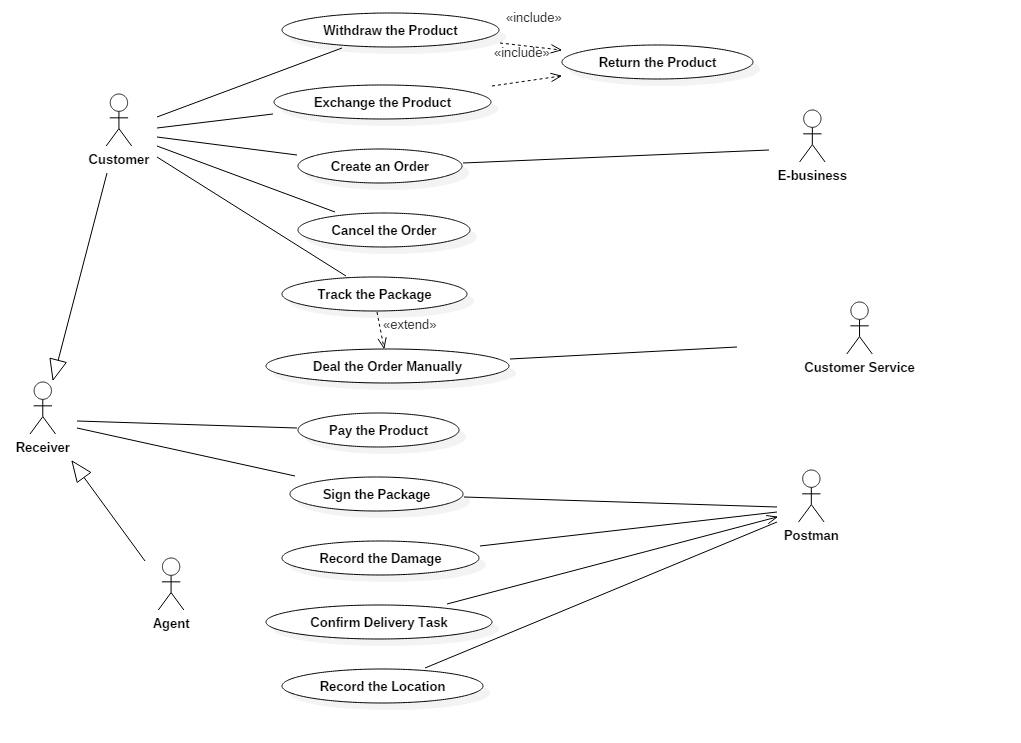 «include»
Withdraw the Product
«include»
Return the Product
Exchange the Product
Customer
Create an Order
E-business
Cancel the Order
Track the Package
«extend»
Deal the Order Manually
Customer Service
Pay the Product
Receiver
Sign the Package
Postman
Record the Damage
Confirm Delivery Task
Agent
Record the Location